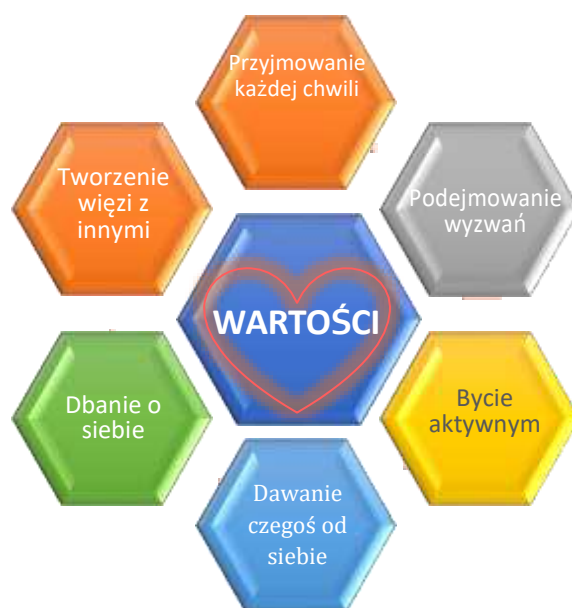 Przyjmowanie
każdej chwili
Tworzenie
więzi z
innymi
Podejmowanie
wyzwań
WARTOŚCI
Dbanie o
siebie
Bycie
aktywnym
Dawanie
czegoś od
siebie